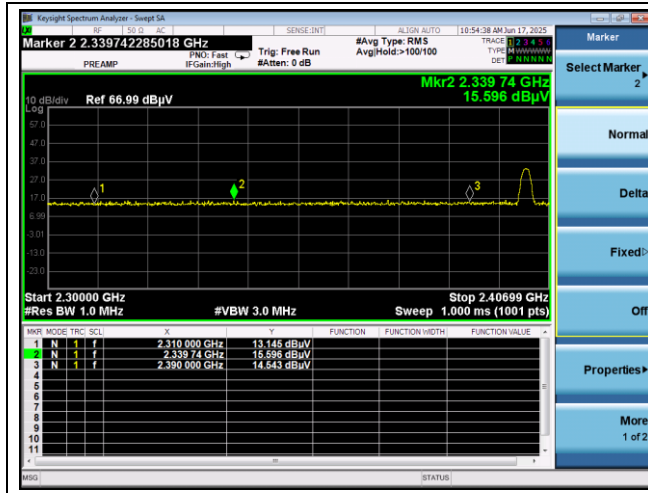 Keysight Spectrum Analyzer - Swept SA
RF 50 Ω AC SENSE:INT ALIGN AUTO 10:54:38 AM Jun 17, 2025
Marker 2 2.339742285018 GHz
#Avg Type: RMS
TRACE 1 2 3 4 5 6
PNO: Fast Trig: Free Run Avg|Hold:>100/100
TYPE M WWWWW
PREAMP IFGain:High #Atten: 0 dB
DET P N N N N N
Mkr2 2.339 74 GHz
15.596 dBµV
10 dB/div Ref 66.99 dBµV
Log
57.0
47.0
37.0
27.0
17.0
6.99
-3.01
-13.0
-23.0
1
2
3
Start 2.30000 GHz Stop 2.40699 GHz
#Res BW 1.0 MHz #VBW 3.0 MHz Sweep 1.000 ms (1001 pts)
MKR MODE TRC SCL X Y FUNCTION FUNCTION WIDTH FUNCTION VALUE
1 N 1 f 2.310 000 GHz 13.145 dBµV
2 N 1 f 2.339 74 GHz 15.596 dBµV
3 N 1 f 2.390 000 GHz 14.543 dBµV
4
5
6
7
8
9
10
11
MSG STATUS
Marker
Select Marker
2
Normal
Delta
Fixed
Off
Properties
More
1 of 2